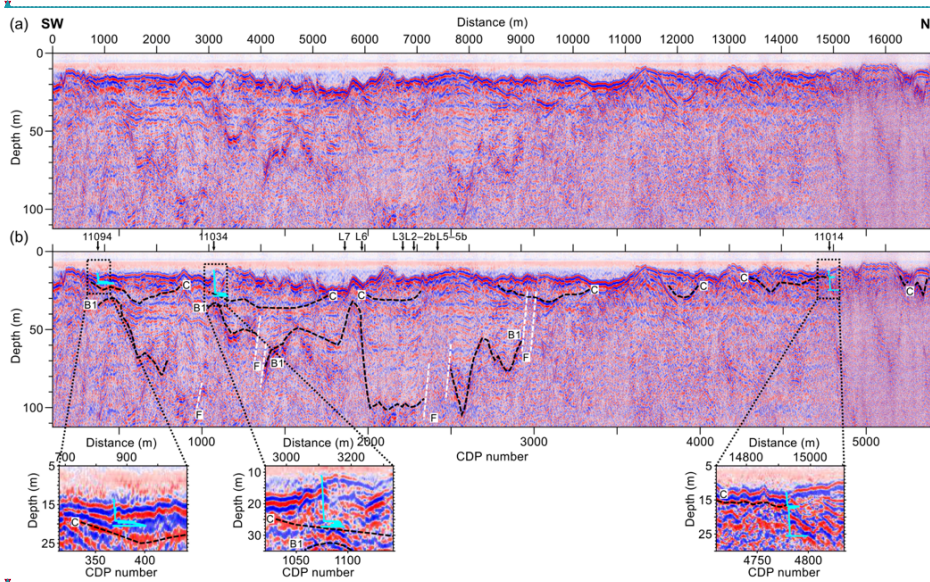 (a) SW Distance (m) N
0 1000 2000 3000 4000 5000 6000 7000 8000 9000 10000 11000 12000 13000 14000 15000 16000
Depth (m)
0
50
100
(b) 11094 11034 L7 L6 L3 L2–2b L5–5b 11014
Depth (m)
0
50
100
C C C C C C C C
B1 B1 B1 B1
F F F F
1000 2000 3000 4000 5000
CDP number
Distance (m) Distance (m) Distance (m)
700 900 3000 3200 14800 15000
Depth (m) Depth (m) Depth (m)
5 10 5
15 20 15
25 30 25
C C C
B1
350 400 1050 1100 4750 4800
CDP number CDP number CDP number